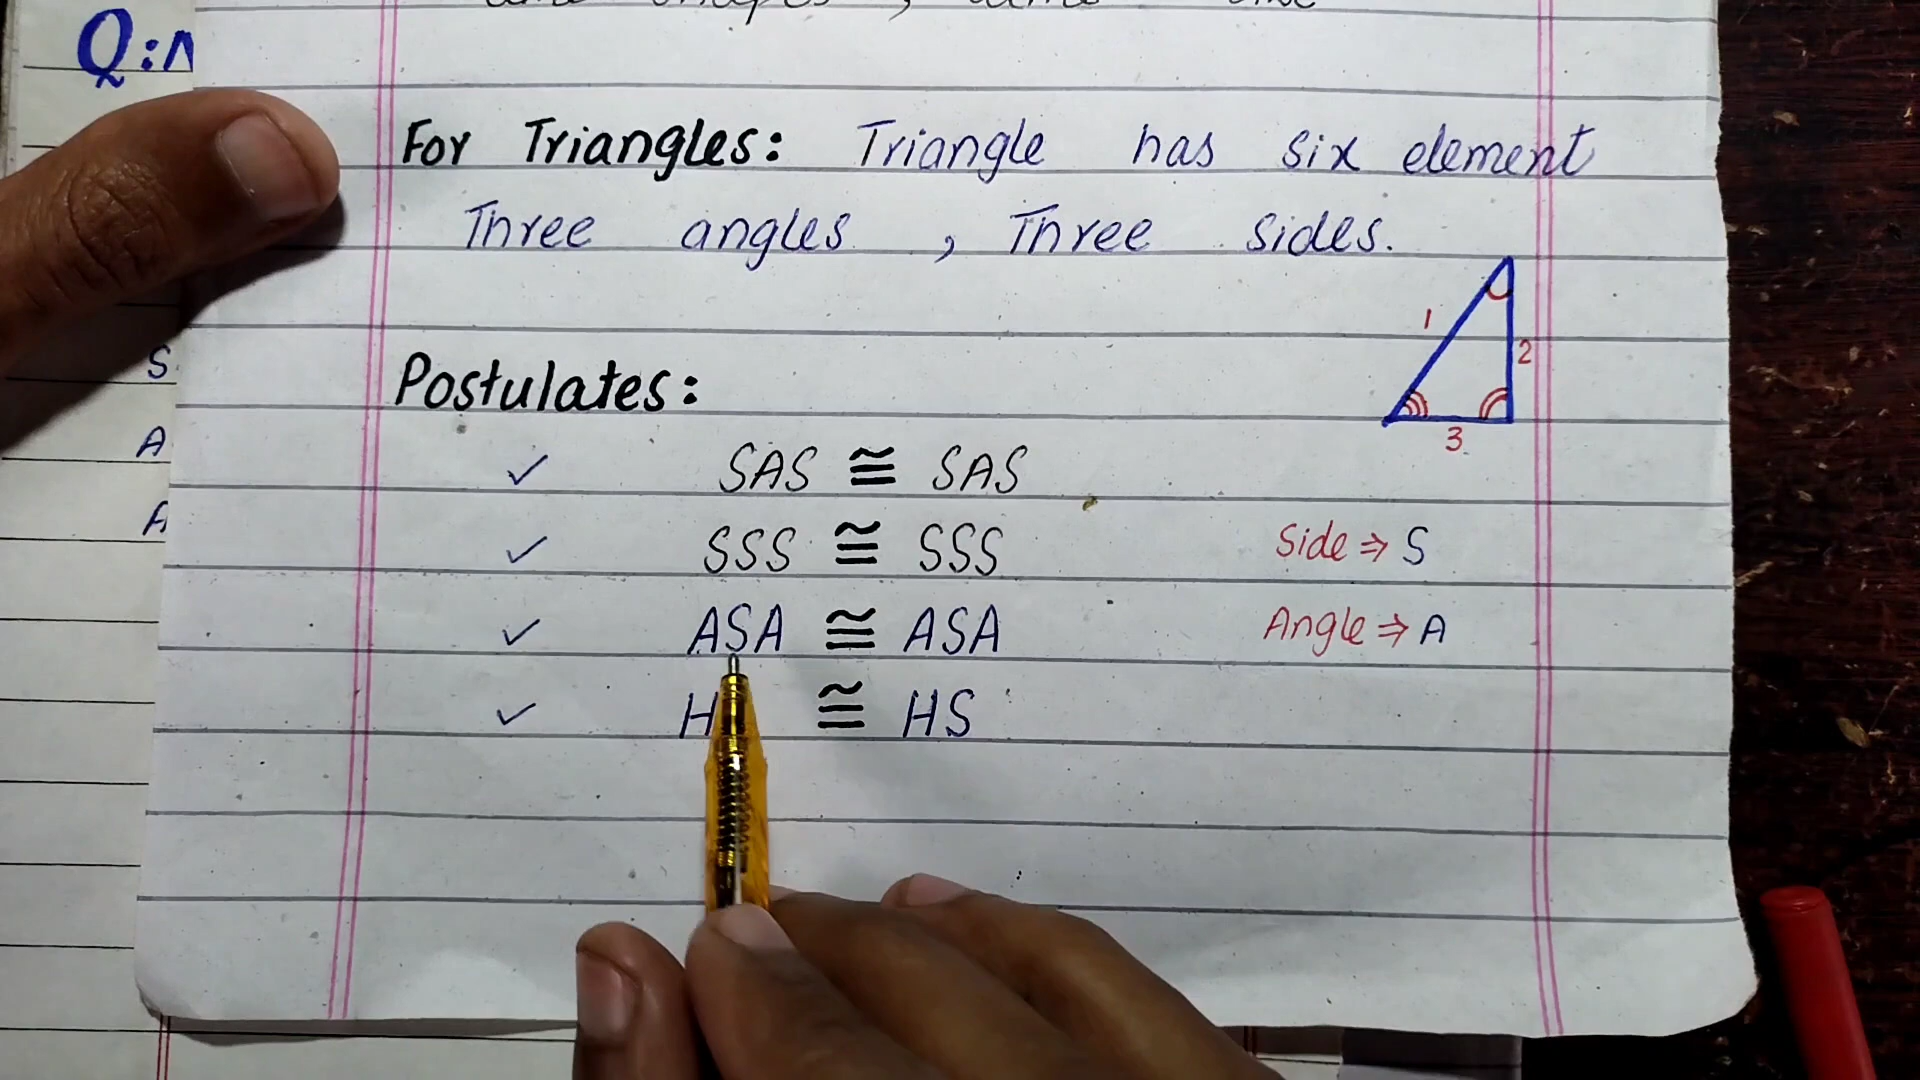 Q:
For Triangles: Triangle has six element
Three angles , Three sides.
1
2
3
Postulates:
✓ SAS ≅ SAS
✓ SSS ≅ SSS
Side ⇒ S
✓ ASA ≅ ASA
Angle ⇒ A
✓ H ≅ HS
S
A
A